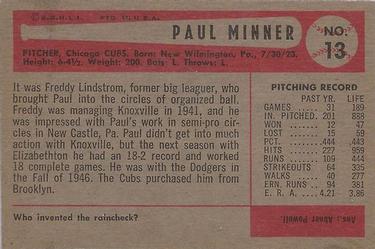 © B.G.H.L.I. PTD. IN U.S.A.
PAUL MINNER
NO. 13
PITCHER, Chicago CUBS. Born: New Wilmington, Pa., 7/30/23.
Height: 6-4½. Weight: 200. Bats: L. Throws: L.
It was Freddy Lindstrom, former big leaguer, who
brought Paul into the circles of organized ball.
Freddy was managing Knoxville in 1941, and he
was impressed with Paul's work in semi-pro circles
in New Castle, Pa. Paul didn't get into much
action with Knoxville, but the next season with
Elizabethton he had an 18-2 record and worked
18 complete games. He was with the Dodgers in
the Fall of 1946. The Cubs purchased him from
Brooklyn.
PITCHING RECORD
PAST YR. LIFE
GAMES 31 189
IN. PITCHED 201 888
WON 12 47
LOST 15 59
PCT. .444 .443
HITS 227 959
RUNS 109 444
STRIKEOUTS 64 335
WALKS 40 277
ERN. RUNS 94 381
E. R. A. 4.21 3.86
Who invented the raincheck?
Ans.: Abner Powell.